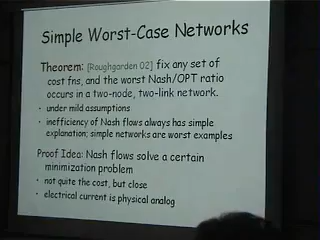 Simple Worst-Case Networks
Theorem: [Roughgarden 02] fix any set of
cost fns, and the worst Nash/OPT ratio
occurs in a two-node, two-link network.
• under mild assumptions
• inefficiency of Nash flows always has simple
explanation; simple networks are worst examples
Proof Idea: Nash flows solve a certain
minimization problem
• not quite the cost, but close
• electrical current is physical analog